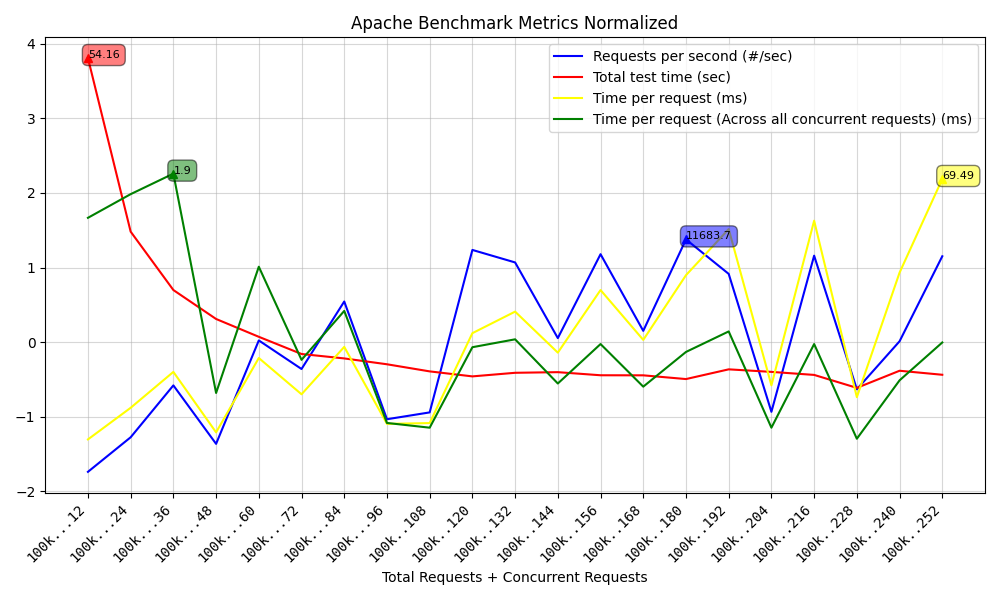 Apache Benchmark Metrics Normalized
4
3
2
1
0
−1
−2
54.16
1.9
11683.7
69.49
Requests per second (#/sec)
Total test time (sec)
Time per request (ms)
Time per request (Across all concurrent requests) (ms)
100k...12
100k...24
100k...36
100k...48
100k...60
100k...72
100k...84
100k...96
100k...108
100k...120
100k...132
100k...144
100k...156
100k...168
100k...180
100k...192
100k...204
100k...216
100k...228
100k...240
100k...252
Total Requests + Concurrent Requests